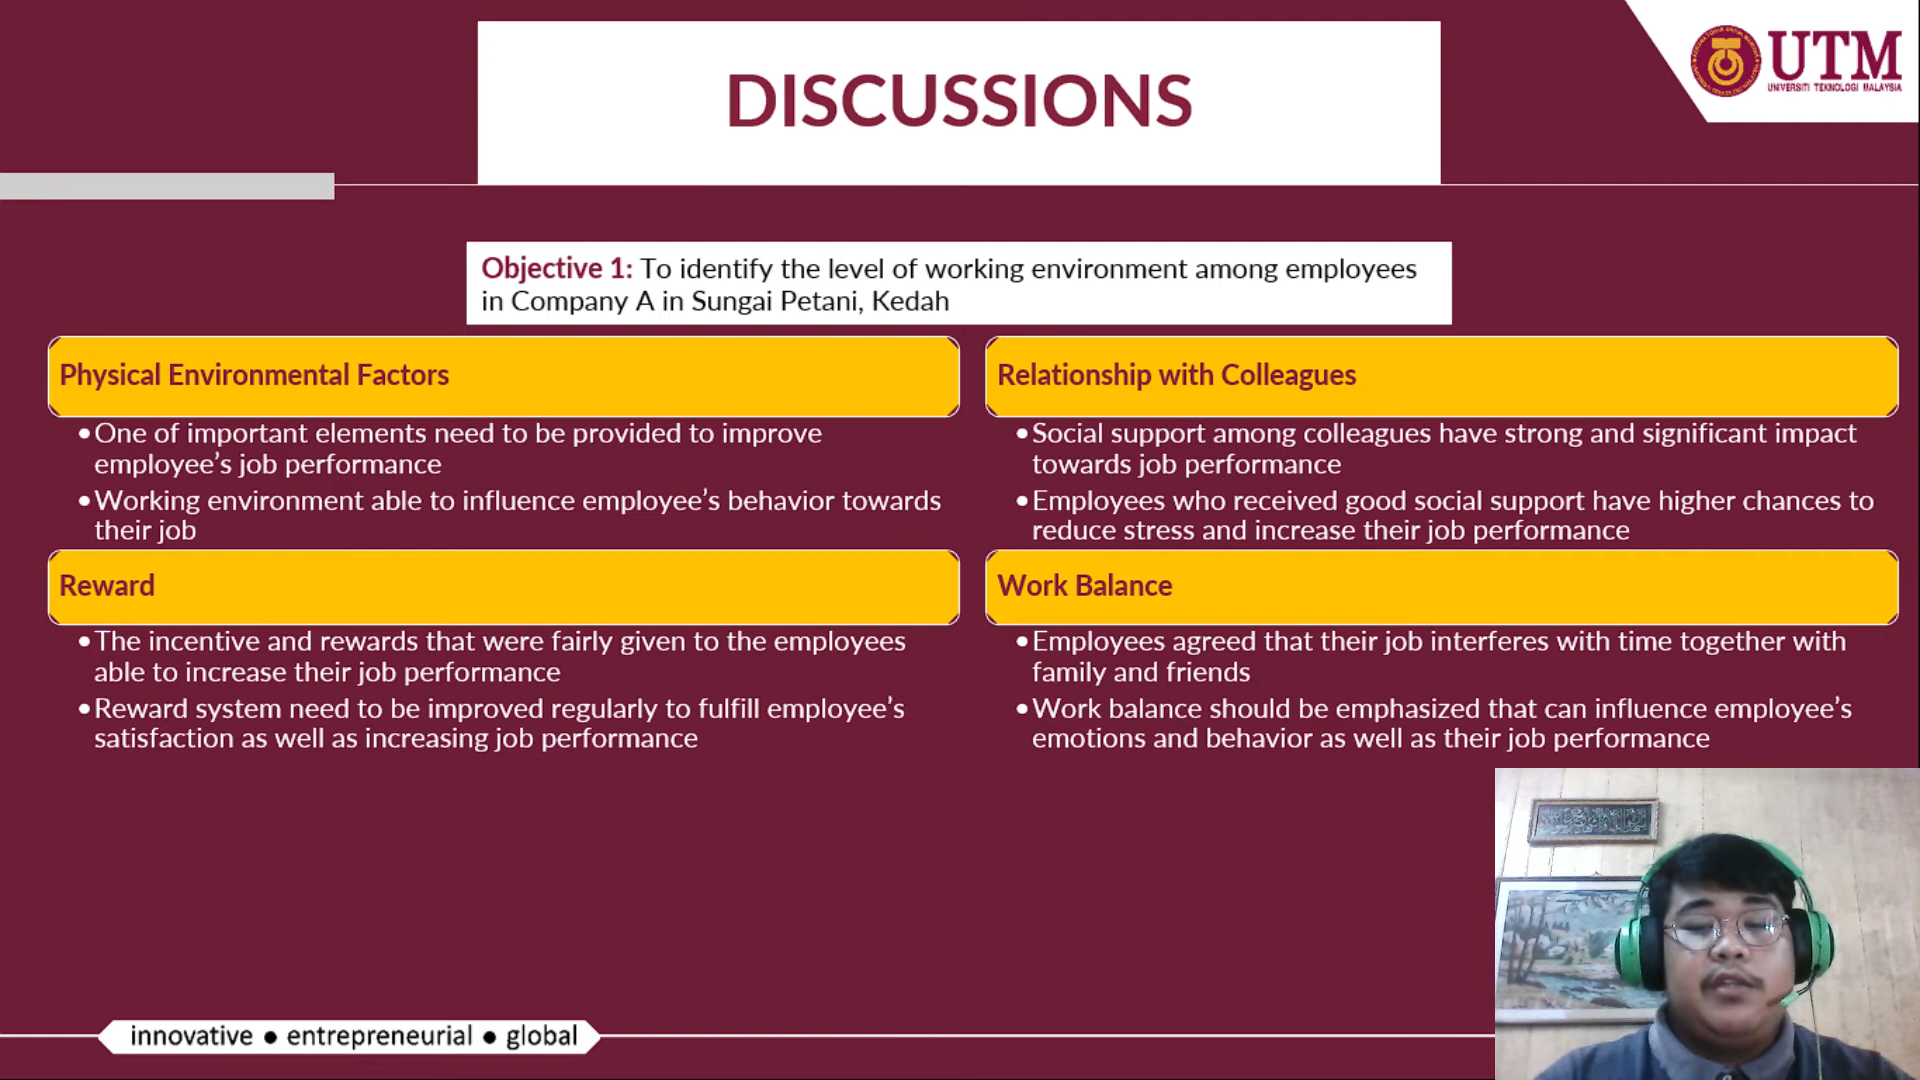 DISCUSSIONS
UTM
UNIVERSITI TEKNOLOGI MALAYSIA
Objective 1: To identify the level of working environment among employees
in Company A in Sungai Petani, Kedah
Physical Environmental Factors
•One of important elements need to be provided to improve
employee’s job performance
•Working environment able to influence employee’s behavior towards
their job
Relationship with Colleagues
•Social support among colleagues have strong and significant impact
towards job performance
•Employees who received good social support have higher chances to
reduce stress and increase their job performance
Reward
•The incentive and rewards that were fairly given to the employees
able to increase their job performance
•Reward system need to be improved regularly to fulfill employee’s
satisfaction as well as increasing job performance
Work Balance
•Employees agreed that their job interferes with time together with
family and friends
•Work balance should be emphasized that can influence employee’s
emotions and behavior as well as their job performance
innovative ● entrepreneurial ● global